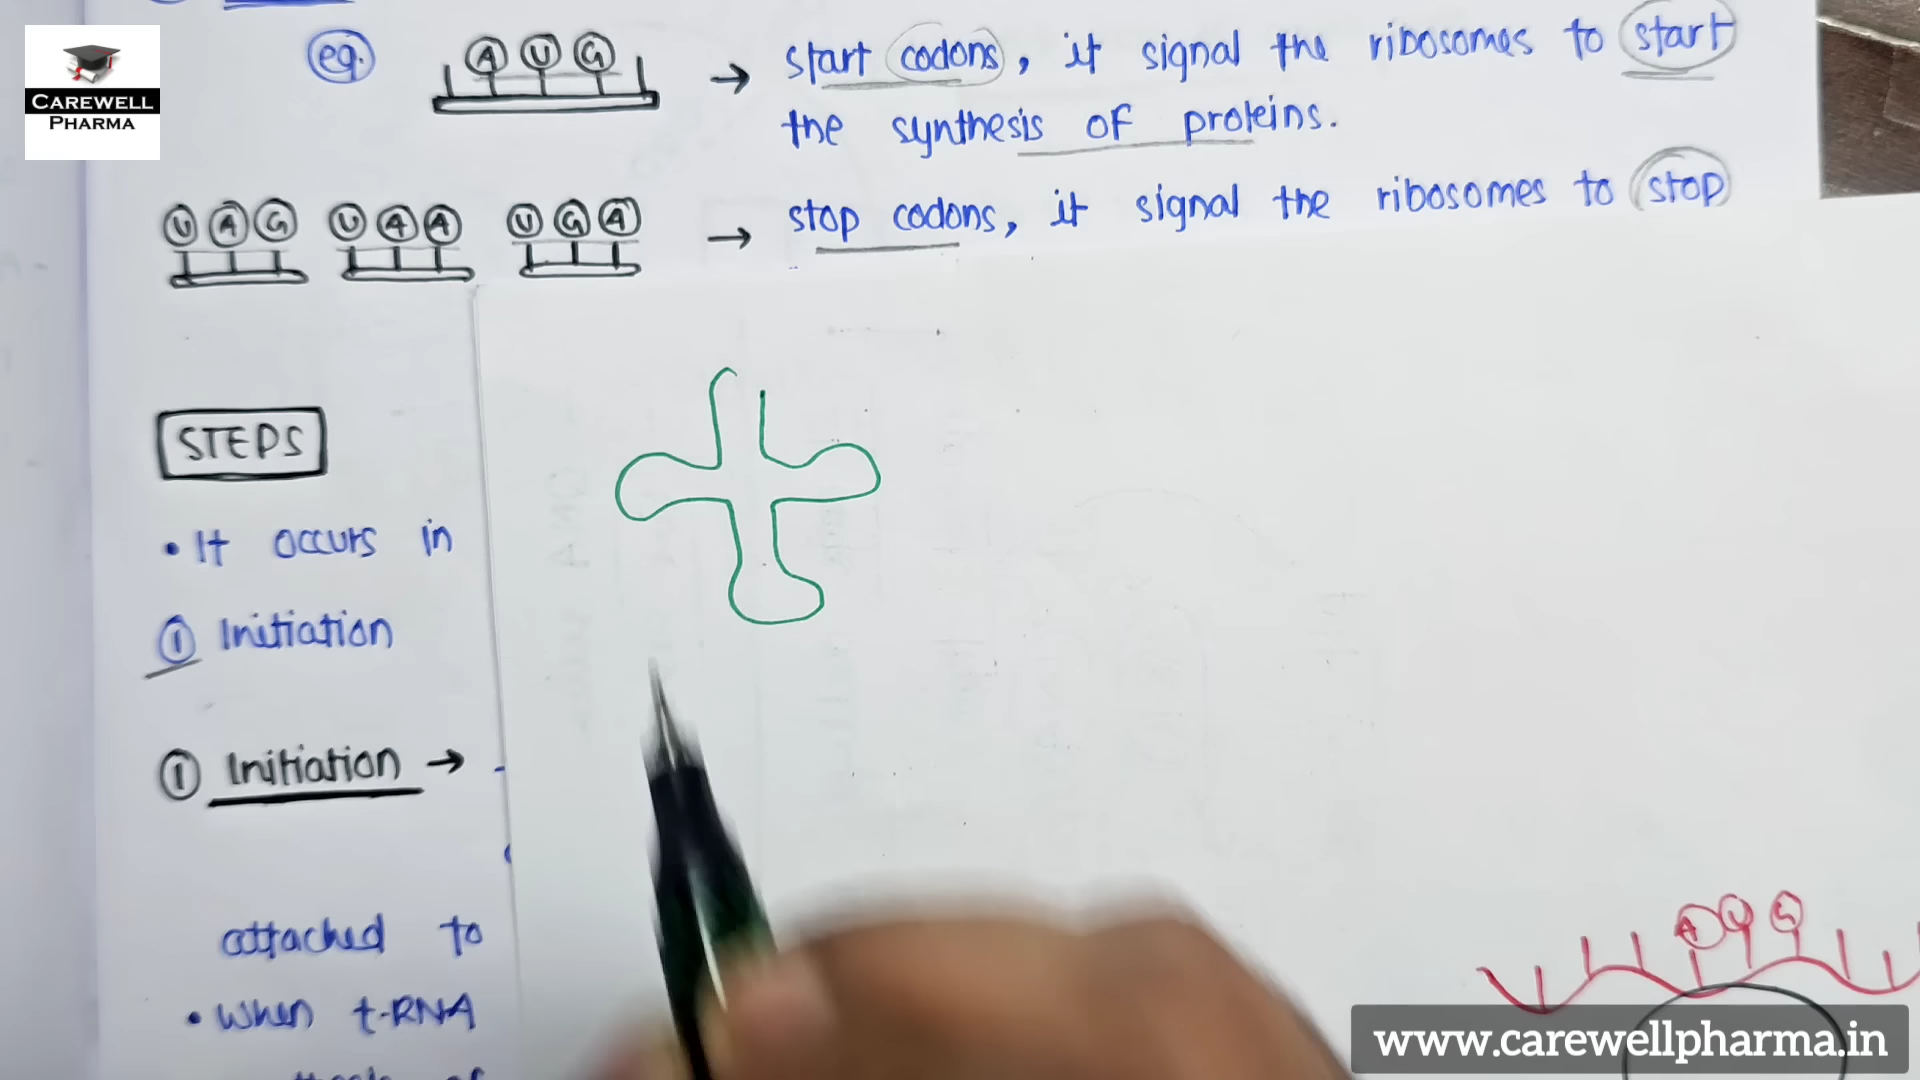 CAREWELL
PHARMA
eg. A U G → start codons, it signal the ribosomes to start
the synthesis of proteins.
U A G U A A U G A → stop codons, it signal the ribosomes to stop
STEPS
• It occurs in
① Initiation
① Initiation →
attached to
• When t-RNA
A U G
www.carewellpharma.in